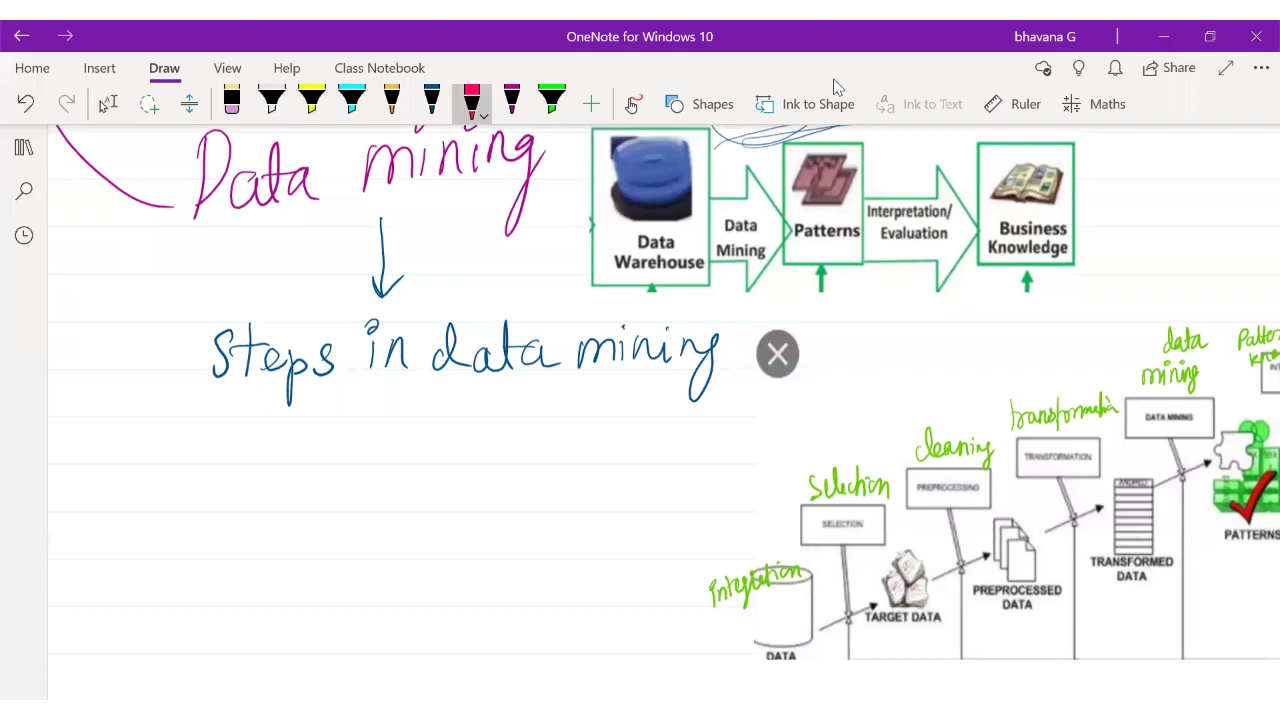 OneNote for Windows 10
bhavana G
Home Insert Draw View Help Class Notebook
Share
Shapes Ink to Shape Ink to Text Ruler Maths
Data mining
Data Warehouse
Data Mining
Patterns
Interpretation/ Evaluation
Business Knowledge
Steps in data mining
data mining
DATA MINING
transformation
TRANSFORMATION
cleaning
PREPROCESSING
Selection
SELECTION
integration
DATA
TARGET DATA
PREPROCESSED DATA
TRANSFORMED DATA
PATTERNS